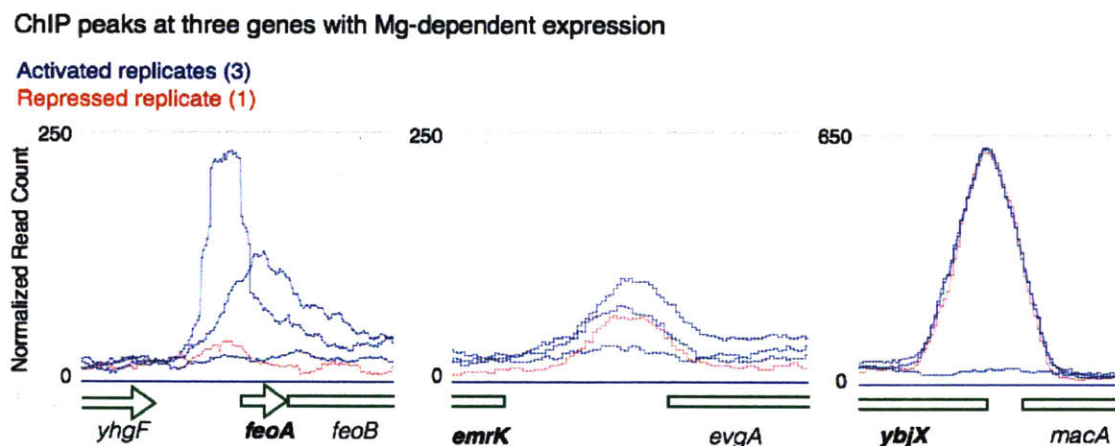 ChIP peaks at three genes with Mg-dependent expression
Activated replicates (3)
Repressed replicate (1)
Normalized Read Count
250
0
yhgF feoA feoB
250
0
emrK evgA
650
0
ybjX macA